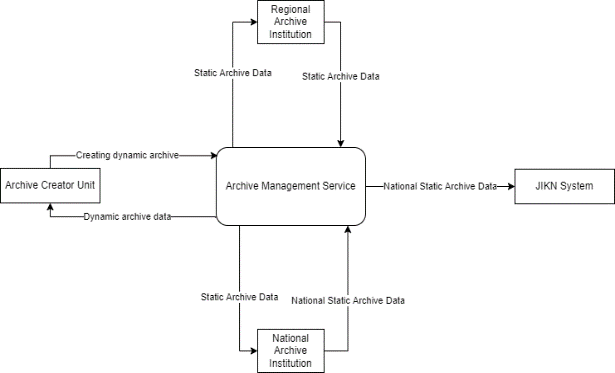 Regional
Archive
Institution
Static Archive Data
Static Archive Data
Creating dynamic archive
Archive Creator Unit
Archive Management Service
National Static Archive Data
JIKN System
Dynamic archive data
Static Archive Data
National Static Archive Data
National
Archive
Institution